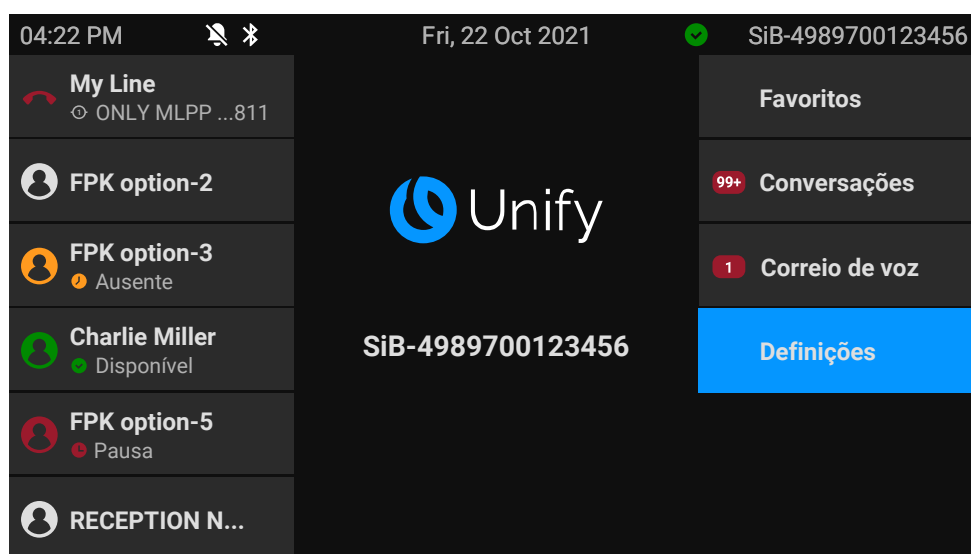 04:22 PM
Fri, 22 Oct 2021
SiB-4989700123456
My Line
ONLY MLPP ...811
FPK option-2
FPK option-3
Ausente
Charlie Miller
Disponível
FPK option-5
Pausa
RECEPTION N...
Unify
SiB-4989700123456
Favoritos
99+ Conversações
1 Correio de voz
Definições